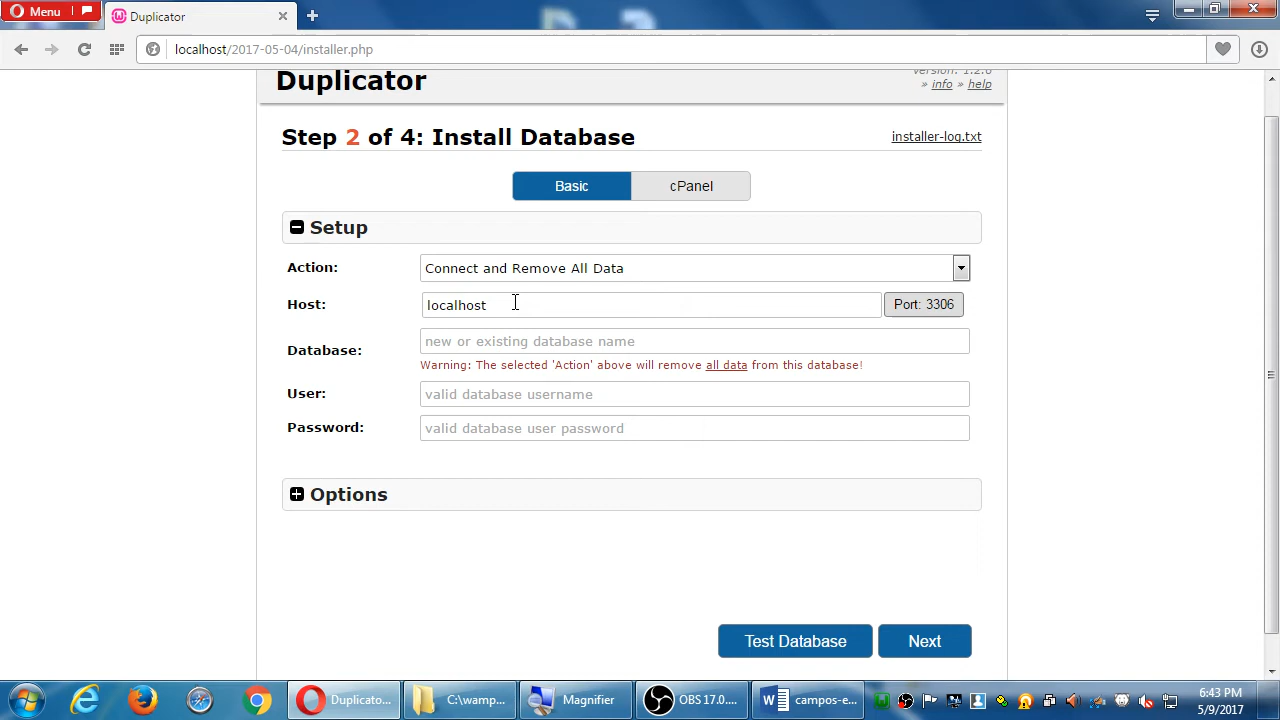 Menu
Duplicator
localhost/2017-05-04/installer.php
Duplicator
version: 1.2.6
» info » help
Step 2 of 4: Install Database
installer-log.txt
Basic
cPanel
Setup
Action:
Connect and Remove All Data
Host:
localhost
Port: 3306
Database:
new or existing database name
Warning: The selected 'Action' above will remove all data from this database!
User:
valid database username
Password:
valid database user password
Options
Test Database
Next
Duplicato...
C:\wamp...
Magnifier
OBS 17.0....
campos-e...
6:43 PM
5/9/2017